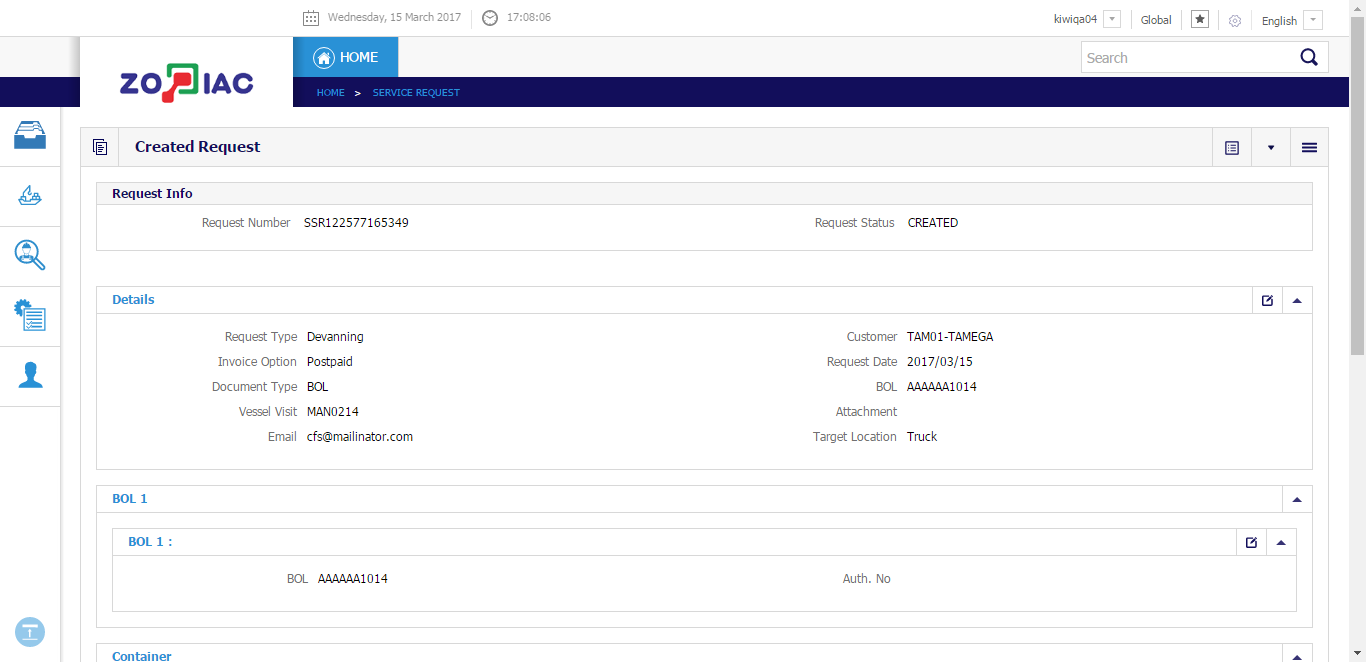 Wednesday, 15 March 2017 17:08:06 kiwiqa04 Global English
ZODIAC HOME Search
HOME > SERVICE REQUEST
Created Request
Request Info
Request Number SSR122577165349 Request Status CREATED
Details
Request Type Devanning Customer TAM01-TAMEGA
Invoice Option Postpaid Request Date 2017/03/15
Document Type BOL BOL AAAAAA1014
Vessel Visit MAN0214 Attachment
Email cfs@mailinator.com Target Location Truck
BOL 1
BOL 1 :
BOL AAAAAA1014 Auth. No
Container